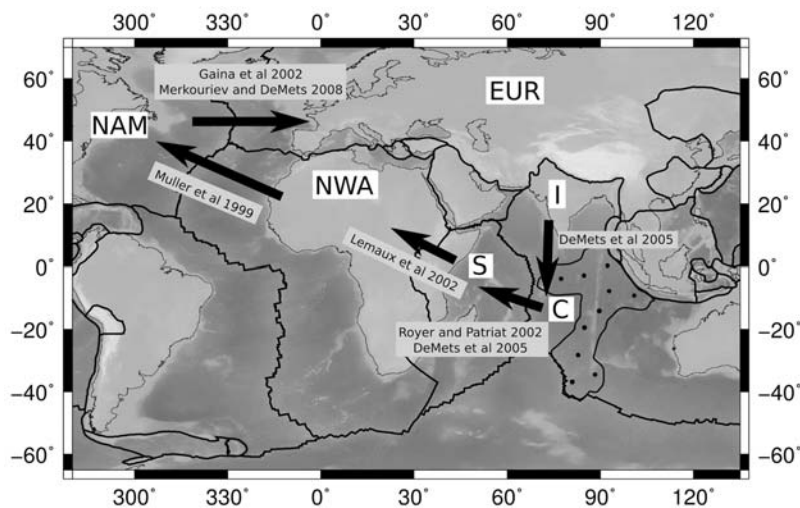 300° 330° 0° 30° 60° 90° 120°
60° 60°
40° 40°
20° 20°
0° 0°
−20° −20°
−40° −40°
−60° −60°
Gaina et al 2002
Merkouriev and DeMets 2008
EUR
NAM
Muller et al 1999
NWA
I
DeMets et al 2005
Lemaux et al 2002
S
C
Royer and Patriat 2002
DeMets et al 2005
300° 330° 0° 30° 60° 90° 120°